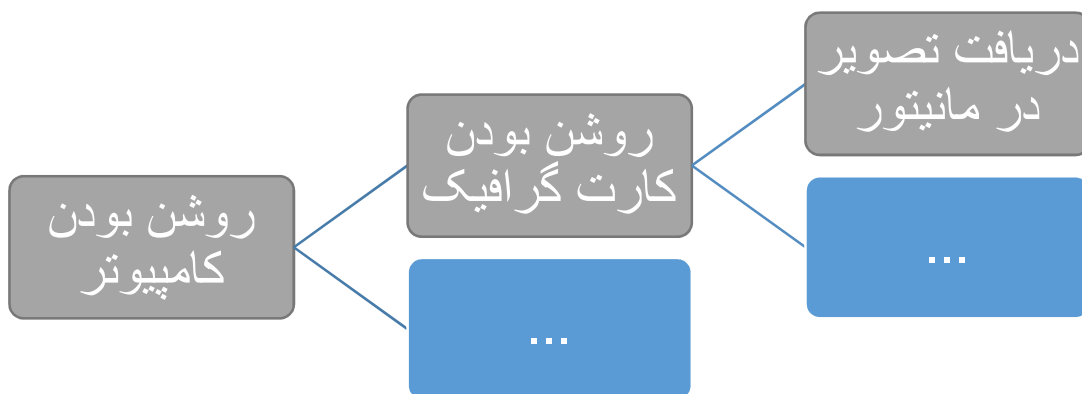 دریافت تصویر
در مانیتور
روشن بودن
کارت گرافیک
روشن بودن
کامپیوتر
...
...